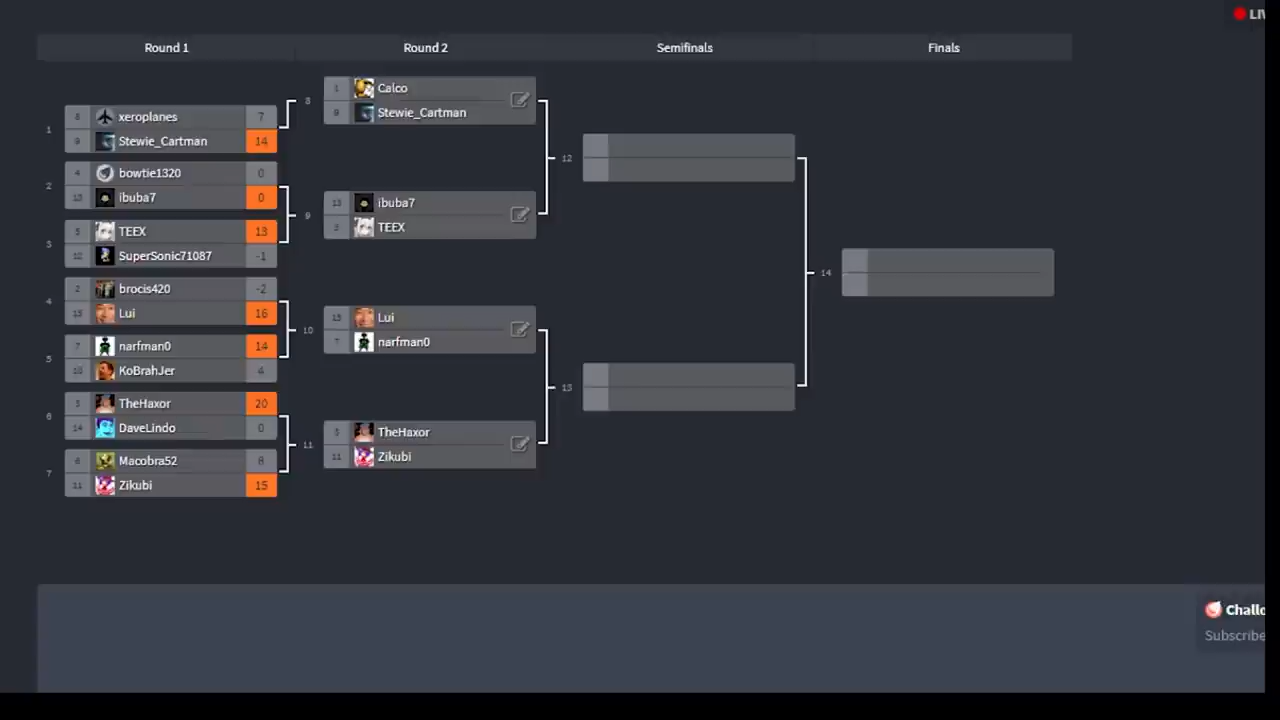 LIV
Round 1
Round 2
Semifinals
Finals
1
8 xeroplanes 7
9 Stewie_Cartman 14
2
4 bowtie1320 0
13 ibuba7 0
3
5 TEEX 13
12 SuperSonic71087 -1
4
2 brocis420 -2
15 Lui 16
5
7 narfman0 14
10 KoBrahJer 4
6
3 TheHaxor 20
14 DaveLindo 0
7
6 Macobra52 8
11 Zikubi 15
8
1 Calco
9 Stewie_Cartman
9
13 ibuba7
5 TEEX
10
15 Lui
7 narfman0
11
3 TheHaxor
11 Zikubi
12
13
14
Challo
Subscribe